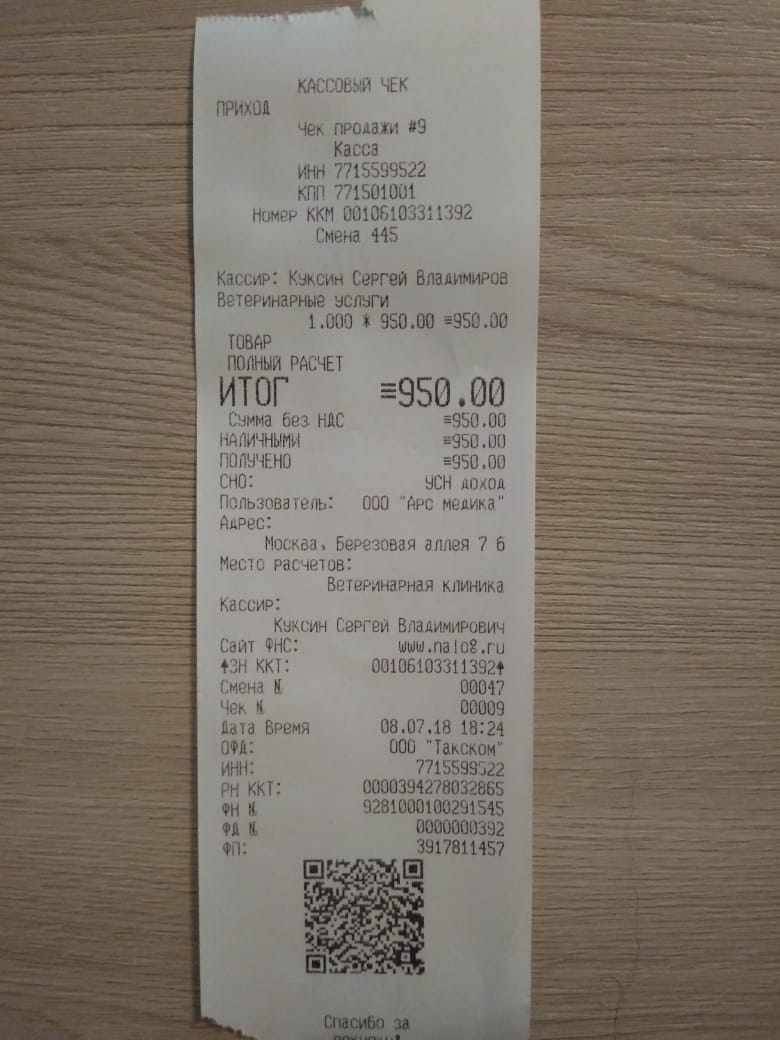 КАССОВЫЙ ЧЕК
ПРИХОД
Чек продажи #9
Касса
ИНН 7715599522
КПП 771501001
Номер ККМ 00106103311392
Смена 445
Кассир: Куксин Сергей Владимиров
Ветеринарные услуги
1.000 * 950.00 ≡950.00
ТОВАР
ПОЛНЫЙ РАСЧЕТ
ИТОГ ≡950.00
Сумма без НДС ≡950.00
НАЛИЧНЫМИ ≡950.00
ПОЛУЧЕНО ≡950.00
СНО: УСН доход
Пользователь: ООО "Арс медика"
Адрес:
Москва, Березовая аллея 7 б
Место расчетов:
Ветеринарная клиника
Кассир:
Куксин Сергей Владимирович
Сайт ФНС: www.nalog.ru
↑ЗН ККТ: 00106103311392↑
Смена № 00047
Чек № 00009
Дата Время 08.07.18 18:24
ОФД: ООО "Такском"
ИНН: 7715599522
РН ККТ: 0000394278032865
ФН № 9281000100291545
ФД № 0000000392
ФП: 3917811457
Спасибо за
покупку!